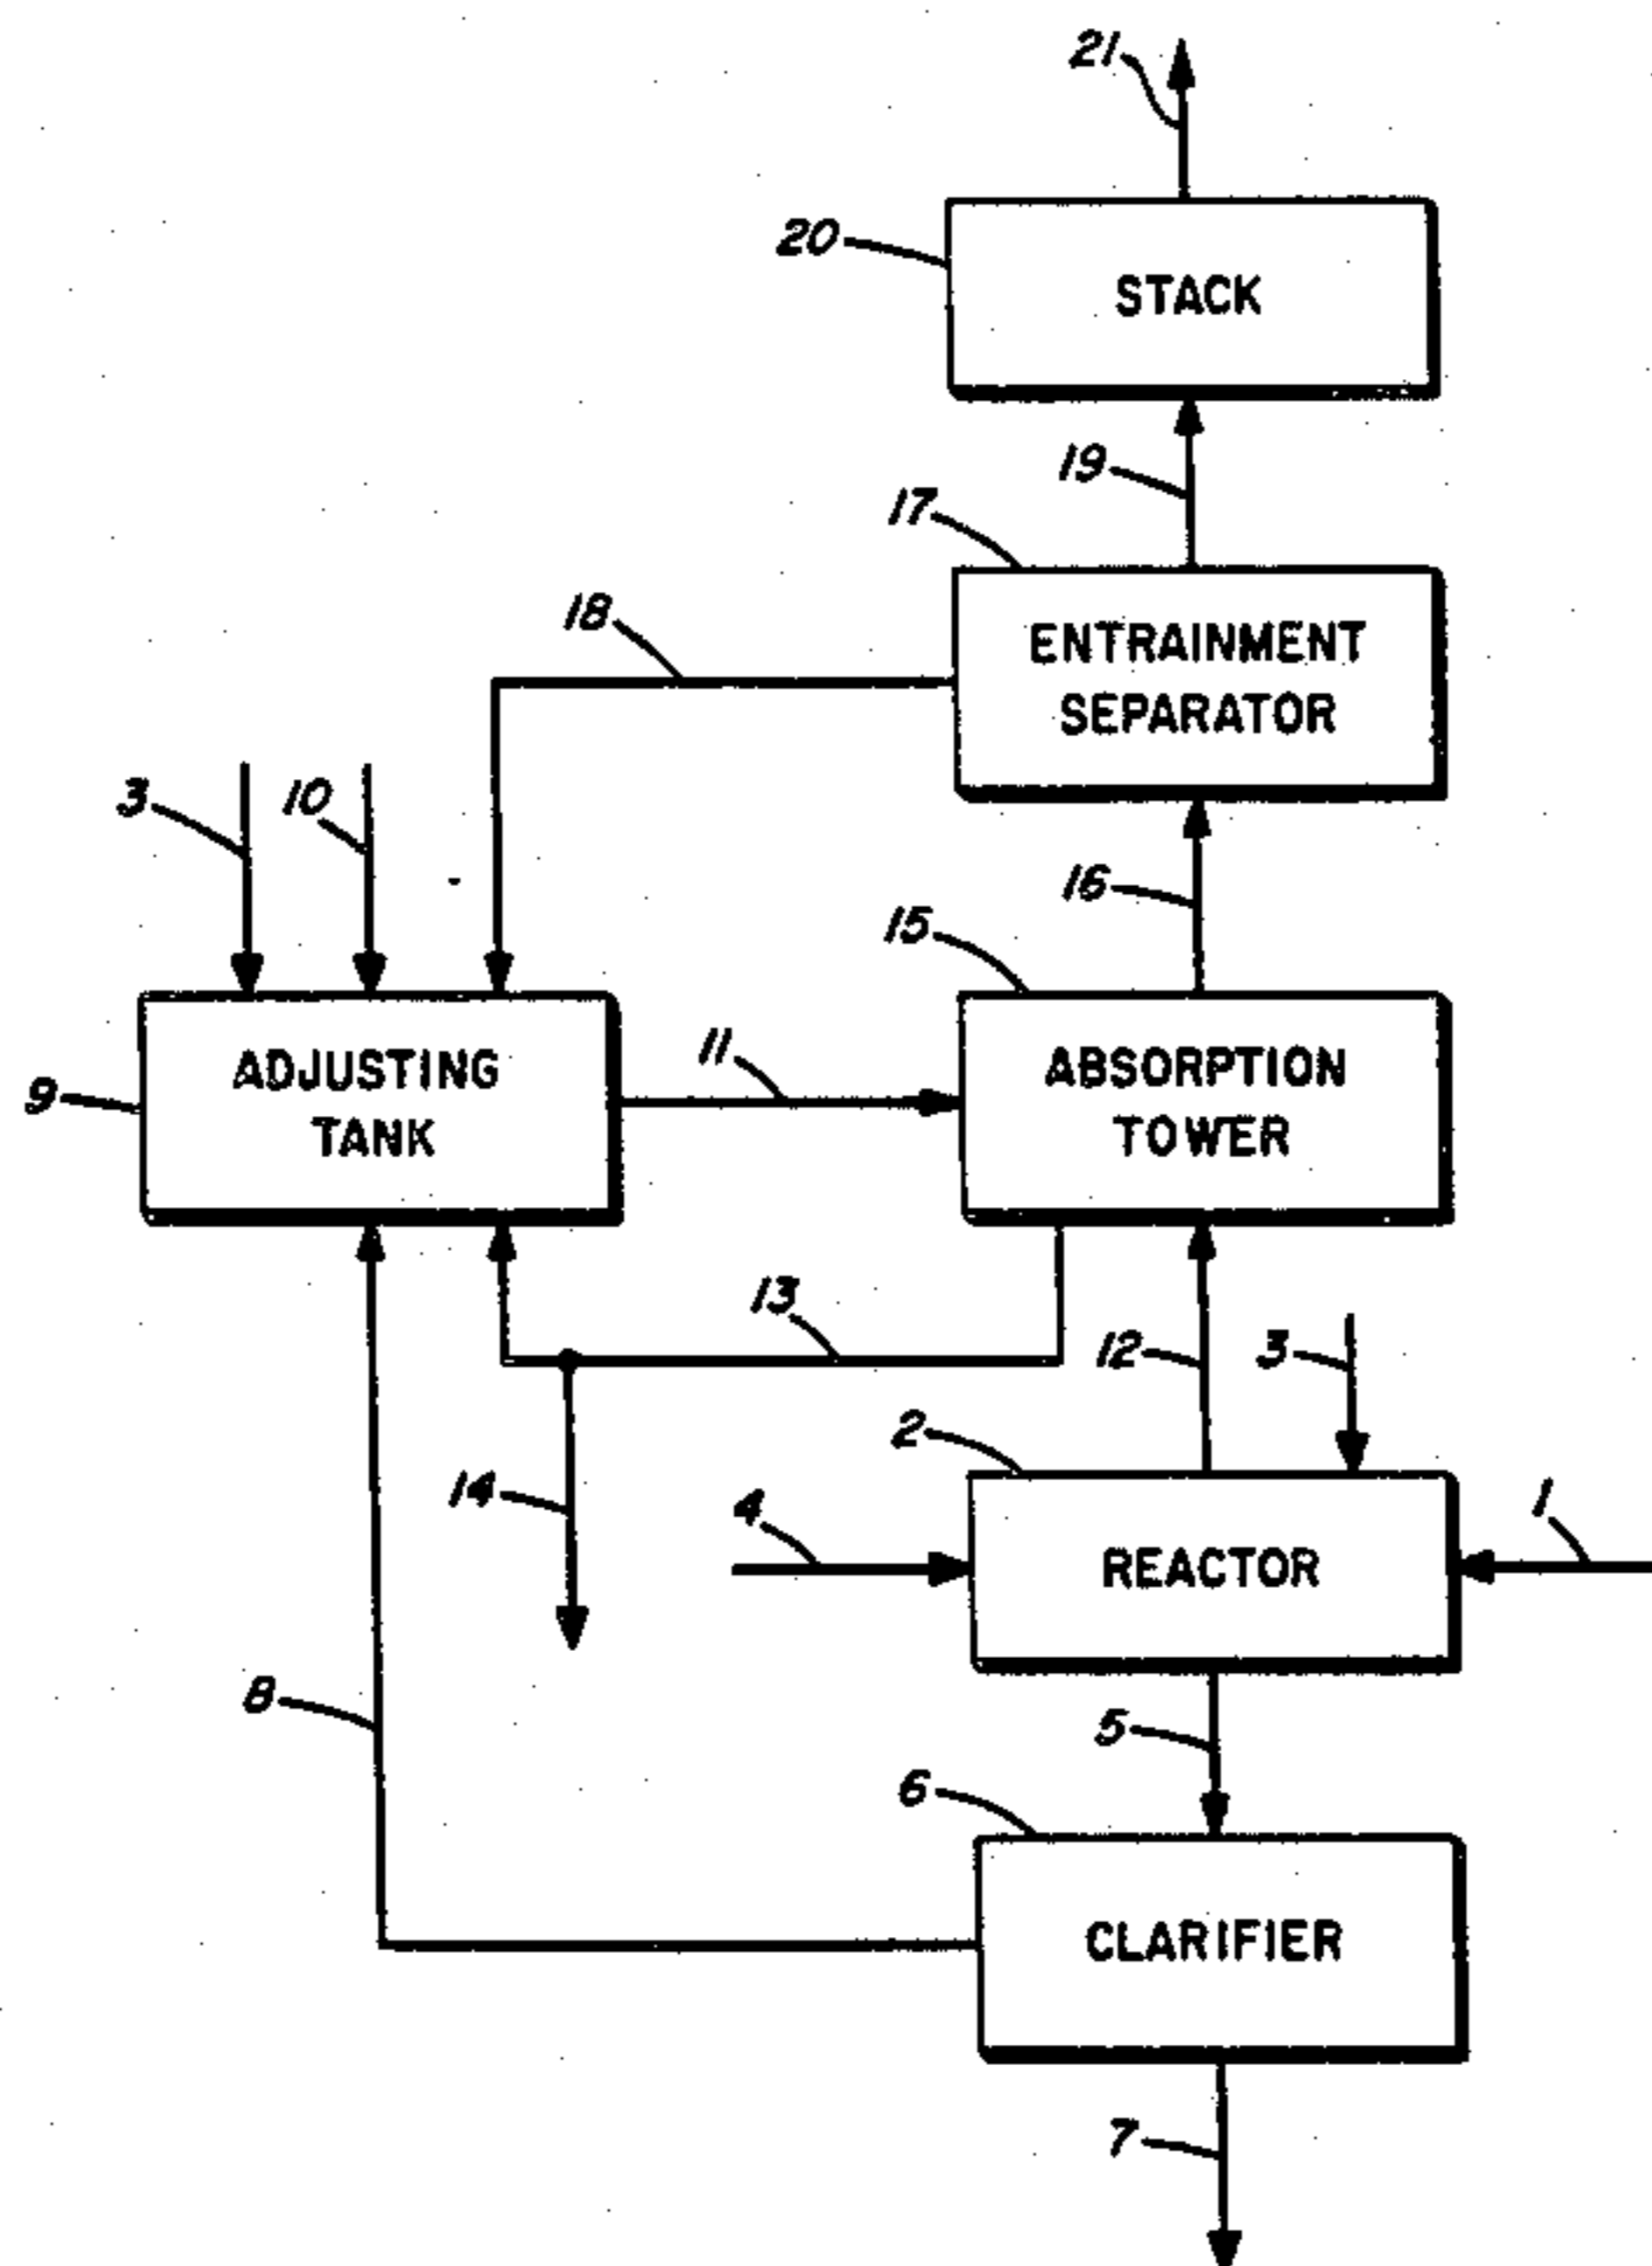 21
20
STACK
19
17
18
ENTRAINMENT
SEPARATOR
3
10
16
15
11
ADJUSTING
TANK
ABSORPTION
TOWER
9
13
12
3
2
14
4
1
REACTOR
8
5
6
CLARIFIER
7